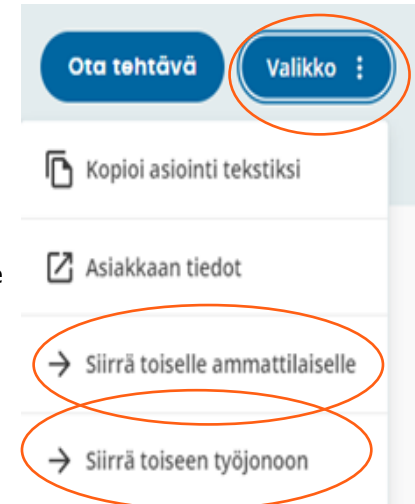 Ota tehtävä
Valikko
Kopioi asiointi tekstiksi
e
Asiakkaan tiedot
Siirrä toiselle ammattilaiselle
Siirrä toiseen työjonoon